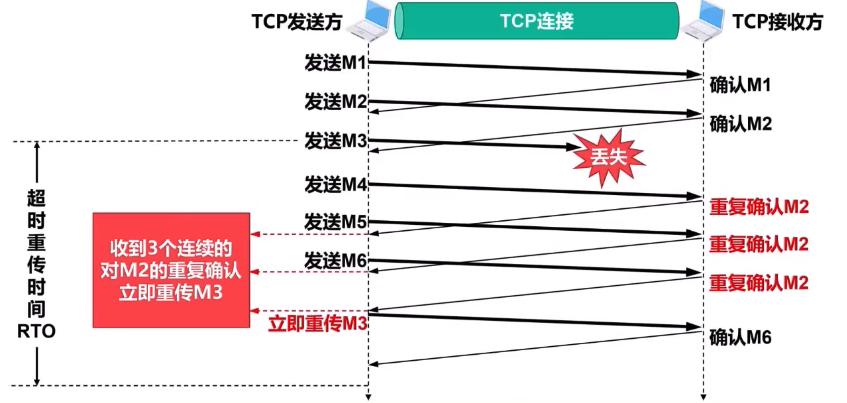 TCP发送方
TCP连接
TCP接收方
发送M1
确认M1
发送M2
确认M2
发送M3
丢失
发送M4
重复确认M2
发送M5
重复确认M2
发送M6
重复确认M2
超时重传时间
RTO
收到3个连续的
对M2的重复确认
立即重传M3
立即重传M3
确认M6